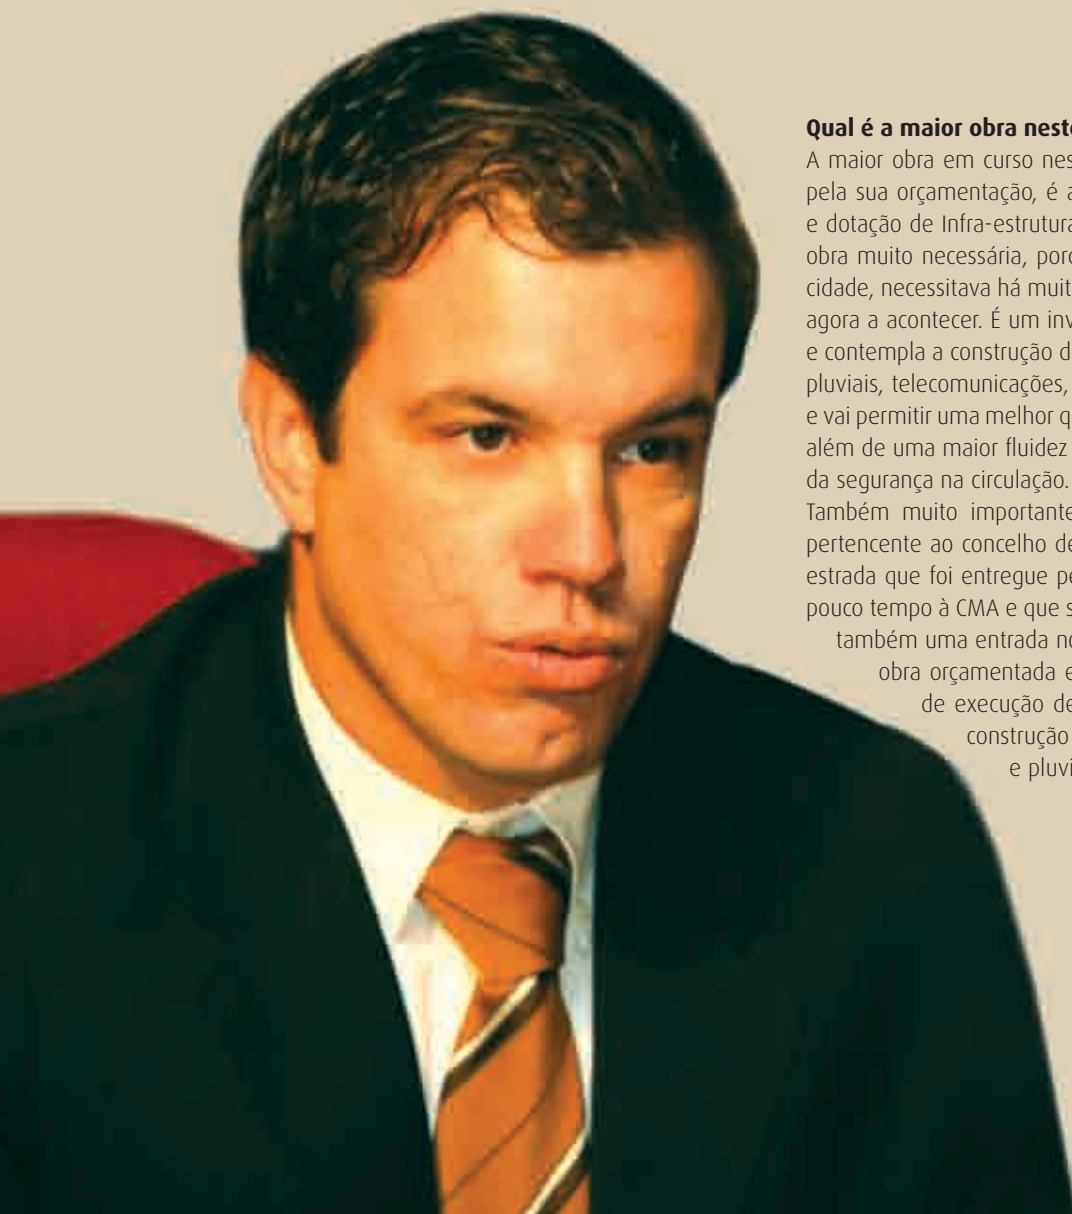 Qual é a maior obra neste
A maior obra em curso nes
pela sua orçamentação, é a
e dotação de Infra-estrutura
obra muito necessária, porq
cidade, necessitava há muit
agora a acontecer. É um inv
e contempla a construção d
pluviais, telecomunicações,
e vai permitir uma melhor q
além de uma maior fluidez
da segurança na circulação.
Também muito importante
pertencente ao concelho de
estrada que foi entregue pe
pouco tempo à CMA e que s
também uma entrada no
obra orçamentada e
de execução de
construção
e pluvi